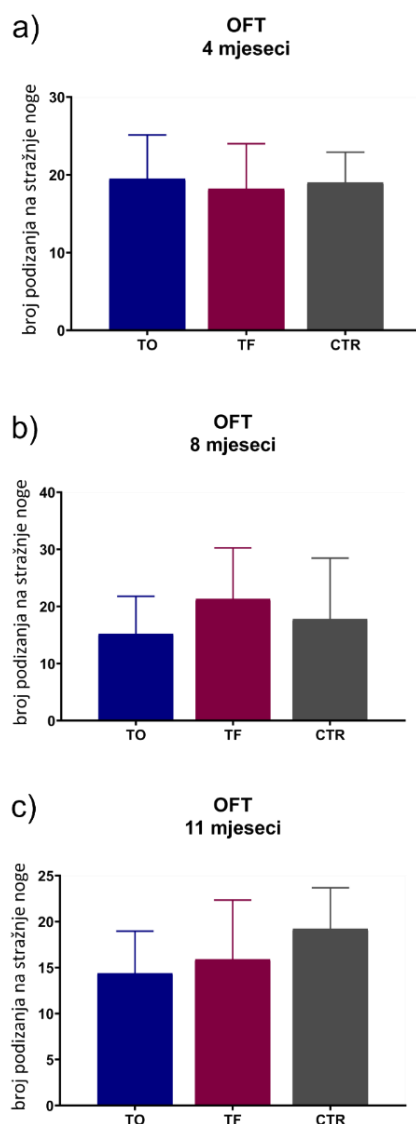 a)
OFT
4 mjeseci
broj podizanja na stražnje noge
30
20
10
0
TO TF CTR
b)
OFT
8 mjeseci
broj podizanja na stražnje noge
40
30
20
10
0
TO TF CTR
c)
OFT
11 mjeseci
broj podizanja na stražnje noge
25
20
15
10
5
0
TO TF CTR